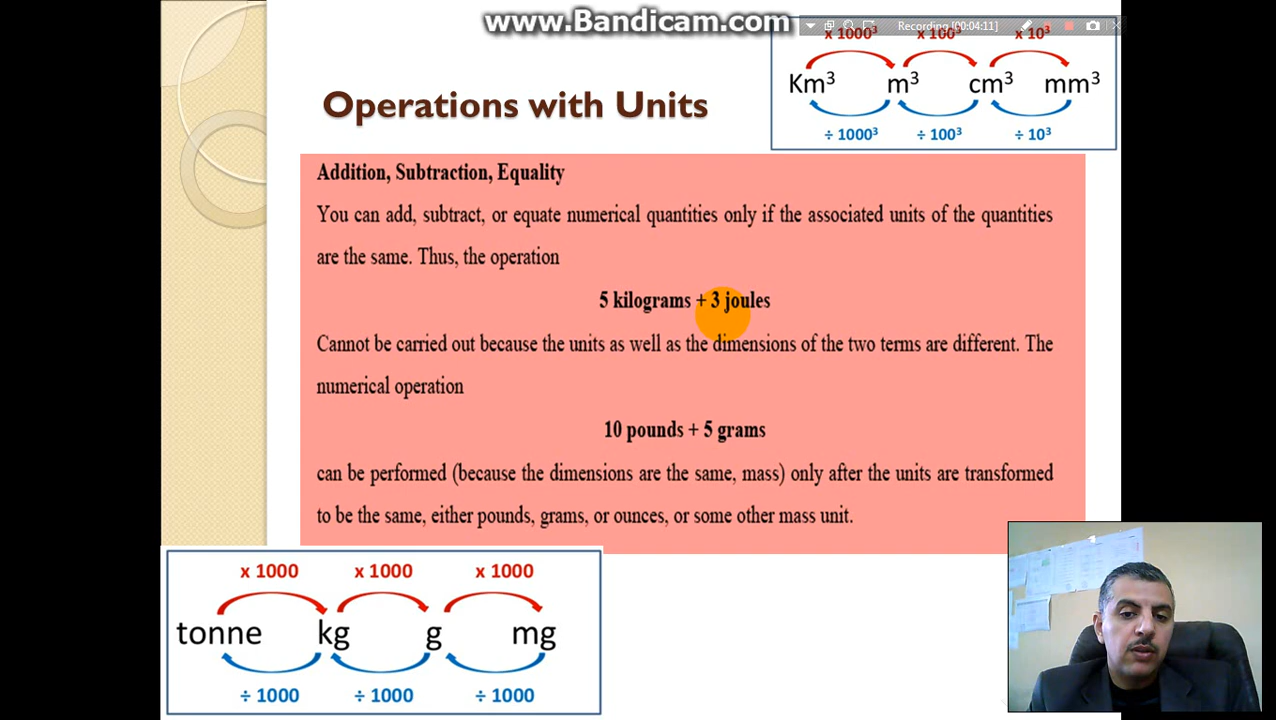 www.Bandicam.com
Recording [00:04:11]
x 1000³ x 100³ x 10³
Km³ m³ cm³ mm³
÷ 1000³ ÷ 100³ ÷ 10³
Operations with Units
Addition, Subtraction, Equality
You can add, subtract, or equate numerical quantities only if the associated units of the quantities
are the same. Thus, the operation
5 kilograms + 3 joules
Cannot be carried out because the units as well as the dimensions of the two terms are different. The
numerical operation
10 pounds + 5 grams
can be performed (because the dimensions are the same, mass) only after the units are transformed
to be the same, either pounds, grams, or ounces, or some other mass unit.
x 1000 x 1000 x 1000
tonne kg g mg
÷ 1000 ÷ 1000 ÷ 1000